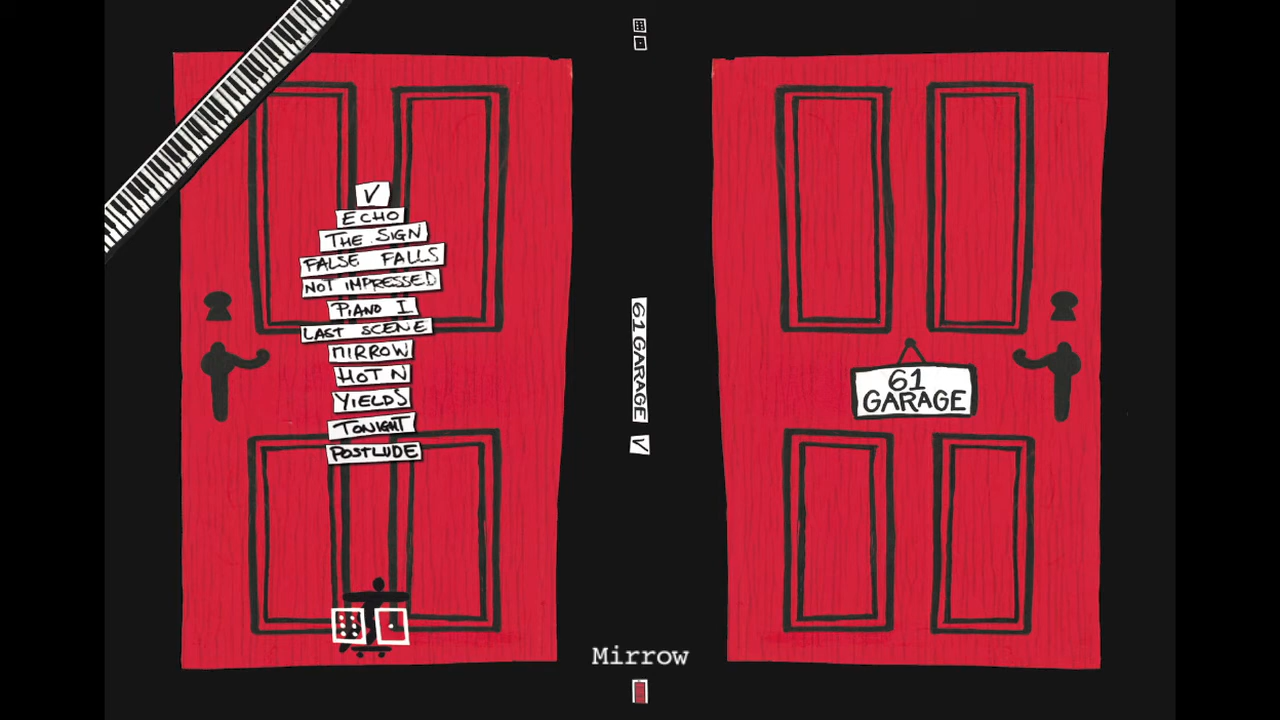 V
ECHO
THE SIGN
FALSE FALLS
NOT IMPRESSED
PIANO I
LAST SCENE
MIRROW
HOT N
YIELDS
TONIGHT
POSTLUDE
61 GARAGE V
61
GARAGE
Mirrow